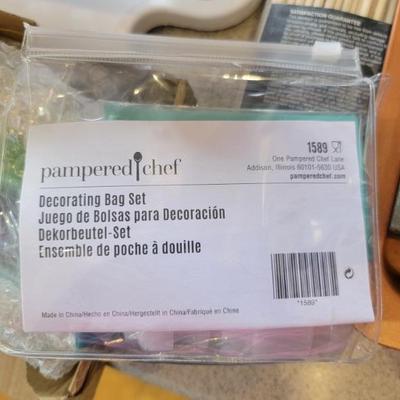 SATISFACTION GUARANTEE
pampered chef
1589
One Pampered Chef Lane
Addison, Illinois 60101-5630 USA
pamperedchef.com
Decorating Bag Set
Juego de Bolsas para Decoración
Dekorbeutel-Set
Ensemble de poche à douille
Made in China/Hecho en China/Hergestellt in China/Fabriqué en Chine
*1589*